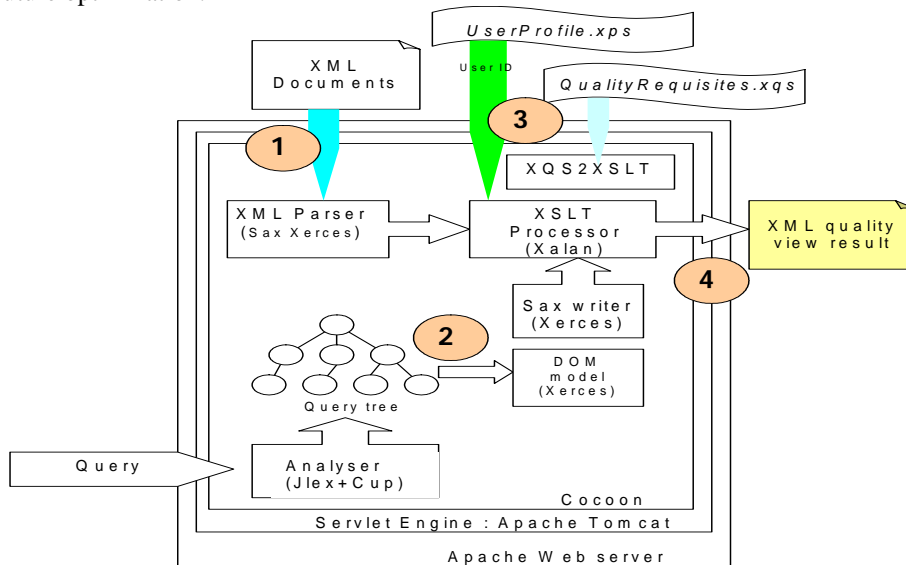 UserProfile.xps
XML
Documents
User ID
QualityRequisites.xqs
3
1
XQS2XSLT
XML Parser
(Sax Xerces)
XSLT
Processor
(Xalan)
XML quality
view result
4
Sax writer
(Xerces)
2
DOM
model
(Xerces)
Query tree
Query
Analyser
(Jlex+Cup)
Cocoon
Servlet Engine : Apache Tomcat
Apache Web server